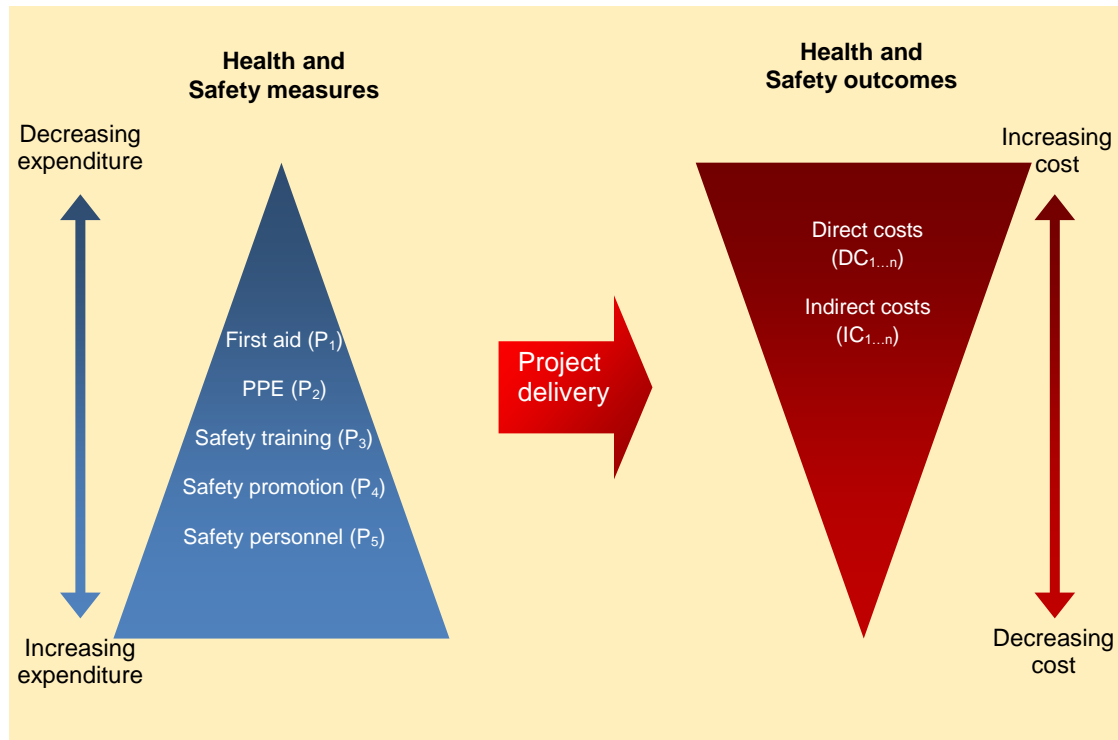 Health and
Safety measures
Decreasing
expenditure
First aid (P₁)
PPE (P₂)
Safety training (P₃)
Safety promotion (P₄)
Safety personnel (P₅)
Increasing
expenditure
Project
delivery
Health and
Safety outcomes
Increasing
cost
Direct costs
(DC₁…ₙ)
Indirect costs
(IC₁…ₙ)
Decreasing
cost